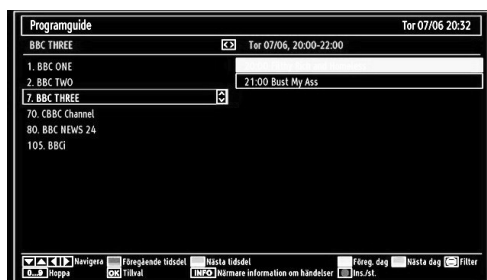 Programguide Tor 07/06 20:32
BBC THREE Tor 07/06, 20:00-22:00
1. BBC ONE
2. BBC TWO 21:00 Bust My Ass
7. BBC THREE
70. CBBC Channel
80. BBC NEWS 24
105. BBCi
Navigera Föregående tidsdel Nästa tidsdel Föreg. dag Nästa dag Filter
0...9 Hoppa OK Tillval INFO Närmare information om händelser Ins./st.